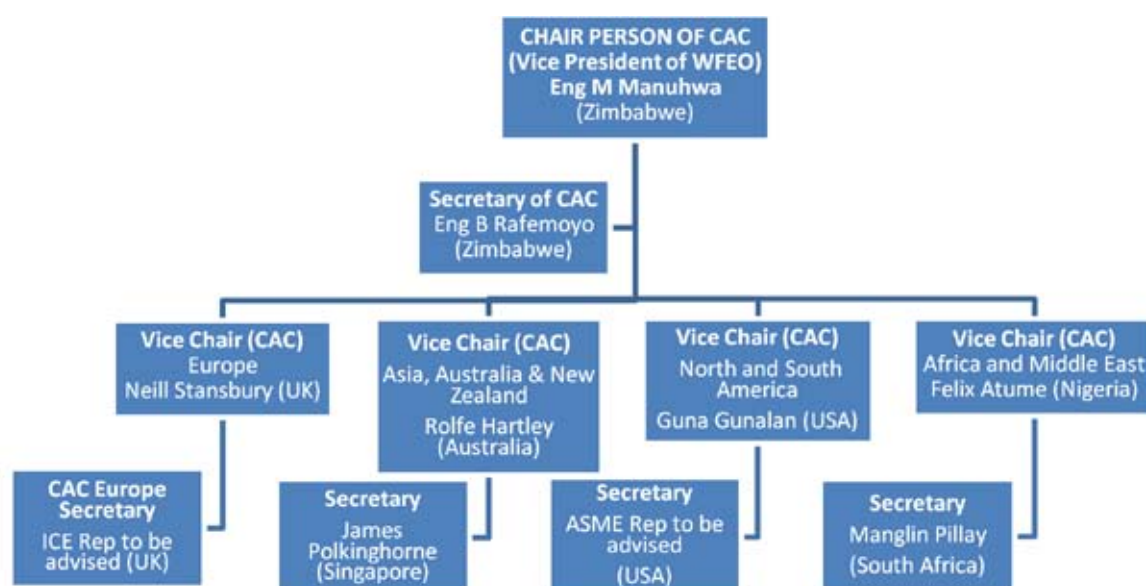 CHAIR PERSON OF CAC
(Vice President of WFEO)
Eng M Manuhwa
(Zimbabwe)
Secretary of CAC
Eng B Rafemoyo
(Zimbabwe)
Vice Chair (CAC)
Europe
Neill Stansbury (UK)
Vice Chair (CAC)
Asia, Australia & New
Zealand
Rolfe Hartley
(Australia)
Vice Chair (CAC)
North and South
America
Guna Gunalan (USA)
Vice Chair (CAC)
Africa and Middle East
Felix Atume (Nigeria)
CAC Europe
Secretary
ICE Rep to be
advised (UK)
Secretary
James
Polkinghorne
(Singapore)
Secretary
ASME Rep to be
advised
(USA)
Secretary
Manglin Pillay
(South Africa)